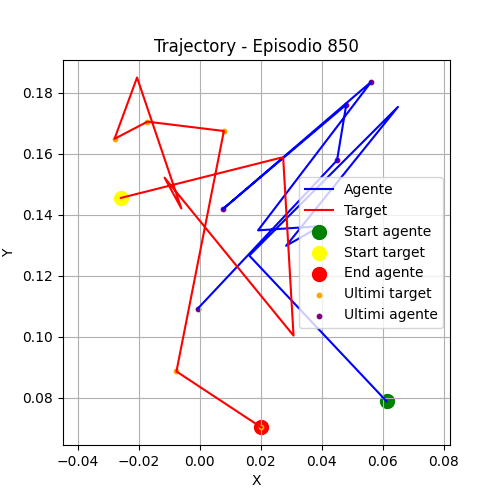 Trajectory - Episodio 850
0.18
0.16
0.14
0.12
0.10
0.08
Y
−0.04
−0.02
0.00
0.02
0.04
0.06
0.08
X
Agente
Target
Start agente
Start target
End agente
Ultimi target
Ultimi agente